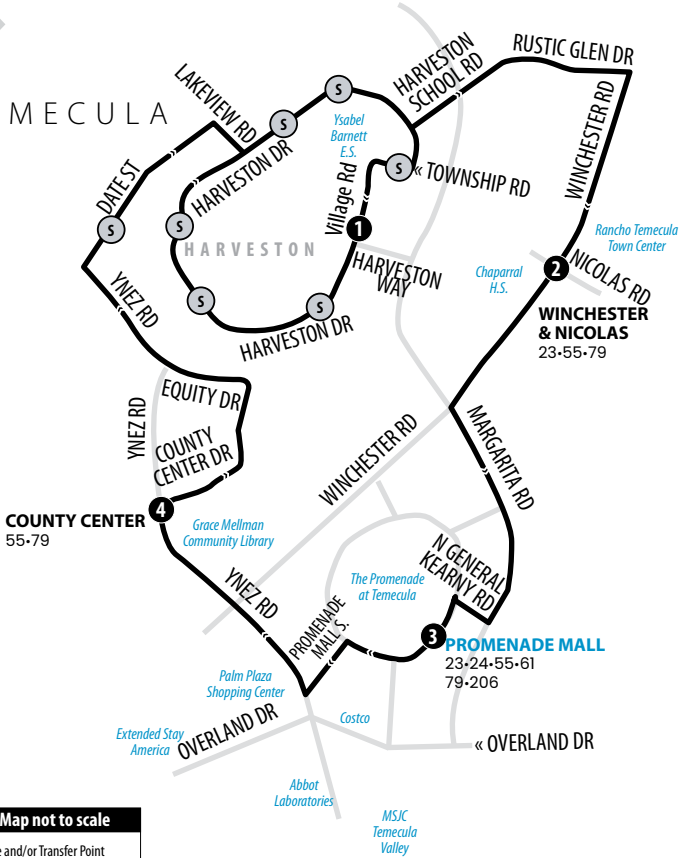 MECULA
LAKEVIEW RD
HARVESTON
SCHOOL RD
RUSTIC GLEN DR
S
S
Ysabel
Barnett
E.S.
WINCHESTER RD
DATE ST
HARVESTON DR
Village Rd
S
« TOWNSHIP RD
S
S
HARVESTON
1
HARVESTON
WAY
Rancho Temecula
Town Center
Chaparral
H.S.
2
NICOLAS RD
YNEZ RD
S
S
HARVESTON DR
WINCHESTER
& NICOLAS
23•55•79
EQUITY DR
YNEZ RD
COUNTY
CENTER DR
WINCHESTER RD
MARGARITA RD
4
COUNTY CENTER
55•79
Grace Mellman
Community Library
YNEZ RD
The Promenade
at Temecula
N GENERAL
KEARNY RD
PROMENADE
MALL S.
3
PROMENADE MALL
23•24•55•61
79•206
Palm Plaza
Shopping Center
Extended Stay
America
OVERLAND DR
Costco
« OVERLAND DR
Abbot
Laboratories
MSJC
Temecula
Valley
Map not to scale
e and/or Transfer Point